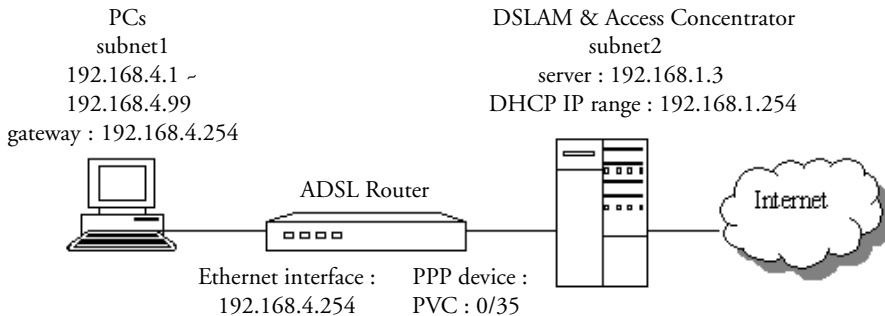 PCs
subnet1
192.168.4.1 ~
192.168.4.99
gateway : 192.168.4.254
DSLAM & Access Concentrator
subnet2
server : 192.168.1.3
DHCP IP range : 192.168.1.254
ADSL Router
Internet
Ethernet interface :
192.168.4.254
PPP device :
PVC : 0/35